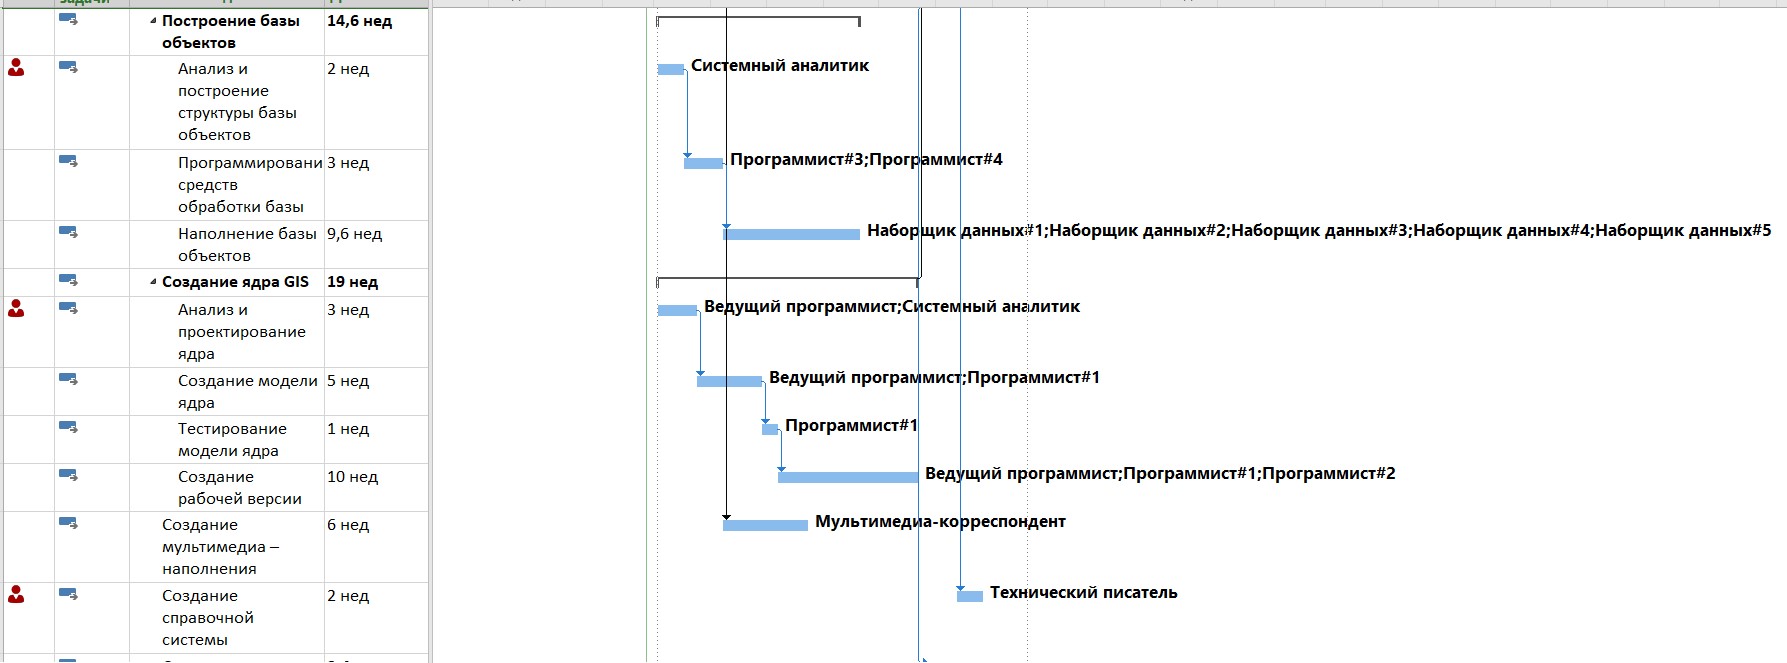 Построение базы 14,6 нед
объектов
Анализ и 2 нед Системный аналитик
построение
структуры базы
объектов
Программировани 3 нед Программист#3;Программист#4
средств
обработки базы
Наполнение базы 9,6 нед Наборщик данных#1;Наборщик данных#2;Наборщик данных#3;Наборщик данных#4;Наборщик данных#5
объектов
Создание ядра GIS 19 нед
Анализ и 3 нед Ведущий программист;Системный аналитик
проектирование
ядра
Создание модели 5 нед Ведущий программист;Программист#1
ядра
Тестирование 1 нед Программист#1
модели ядра
Создание 10 нед Ведущий программист;Программист#1;Программист#2
рабочей версии
Создание 6 нед Мультимедиа-корреспондент
мультимедиа –
наполнения
Создание 2 нед Технический писатель
справочной
системы